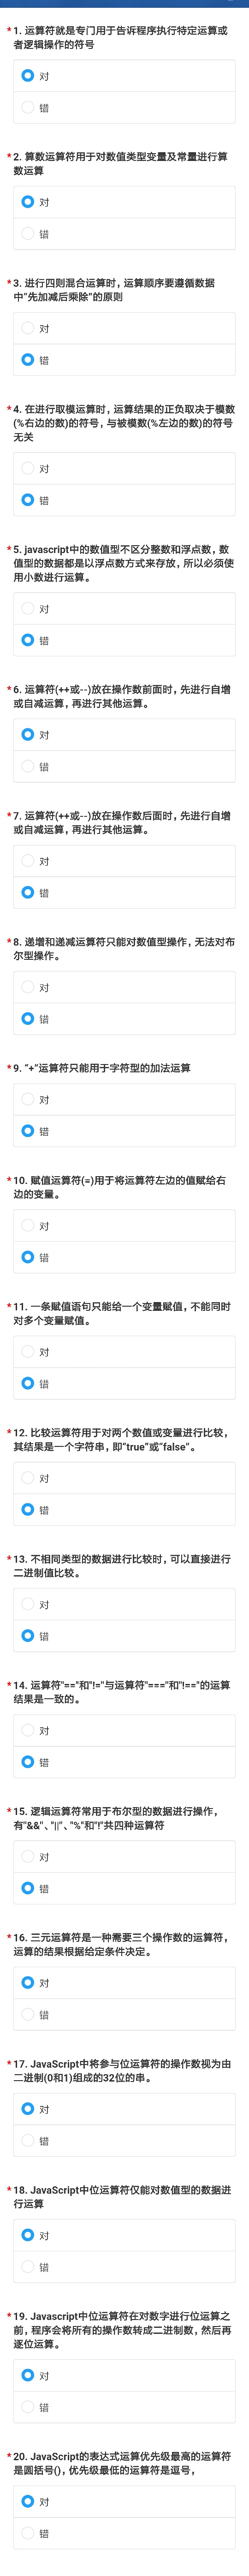 *1. 运算符就是专门用于告诉程序执行特定运算或
者逻辑操作的符号
对
错
*2. 算数运算符用于对数值类型变量及常量进行算
数运算
对
错
*3. 进行四则混合运算时，运算顺序要遵循数据
中"先加减后乘除"的原则
对
错
*4. 在进行取模运算时，运算结果的正负取决于模数
(%右边的数)的符号，与被模数(%左边的数)的符号
无关
对
错
*5. javascript中的数值型不区分整数和浮点数，数
值型的数据都是以浮点数方式来存放，所以必须使
用小数进行运算。
对
错
*6. 运算符(++或--)放在操作数前面时，先进行自增
或自减运算，再进行其他运算。
对
错
*7. 运算符(++或--)放在操作数后面时，先进行自增
或自减运算，再进行其他运算。
对
错
*8. 递增和递减运算符只能对数值型操作，无法对布
尔型操作。
对
错
*9. "+"运算符只能用于字符型的加法运算
对
错
*10. 赋值运算符(=)用于将运算符左边的值赋给右
边的变量。
对
错
*11. 一条赋值语句只能给一个变量赋值，不能同时
对多个变量赋值。
对
错
*12. 比较运算符用于对两个数值或变量进行比较，
其结果是一个字符串，即"true"或"false"。
对
错
*13. 不相同类型的数据进行比较时，可以直接进行
二进制值比较。
对
错
*14. 运算符"=="和"!="与运算符"==="和"!=="的运算
结果是一致的。
对
错
*15. 逻辑运算符常用于布尔型的数据进行操作，
有"&&"、"||"、"%"和"!"共四种运算符
对
错
*16. 三元运算符是一种需要三个操作数的运算符，
运算的结果根据给定条件决定。
对
错
*17. JavaScript中将参与位运算符的操作数视为由
二进制(0和1)组成的32位的串。
对
错
*18. JavaScript中位运算符仅能对数值型的数据进
行运算
对
错
*19. Javascript中位运算符在对数字进行位运算之
前，程序会将所有的操作数转成二进制数，然后再
逐位运算。
对
错
*20. JavaScript的表达式运算优先级最高的运算符
是圆括号()，优先级最低的运算符是逗号，
对
错